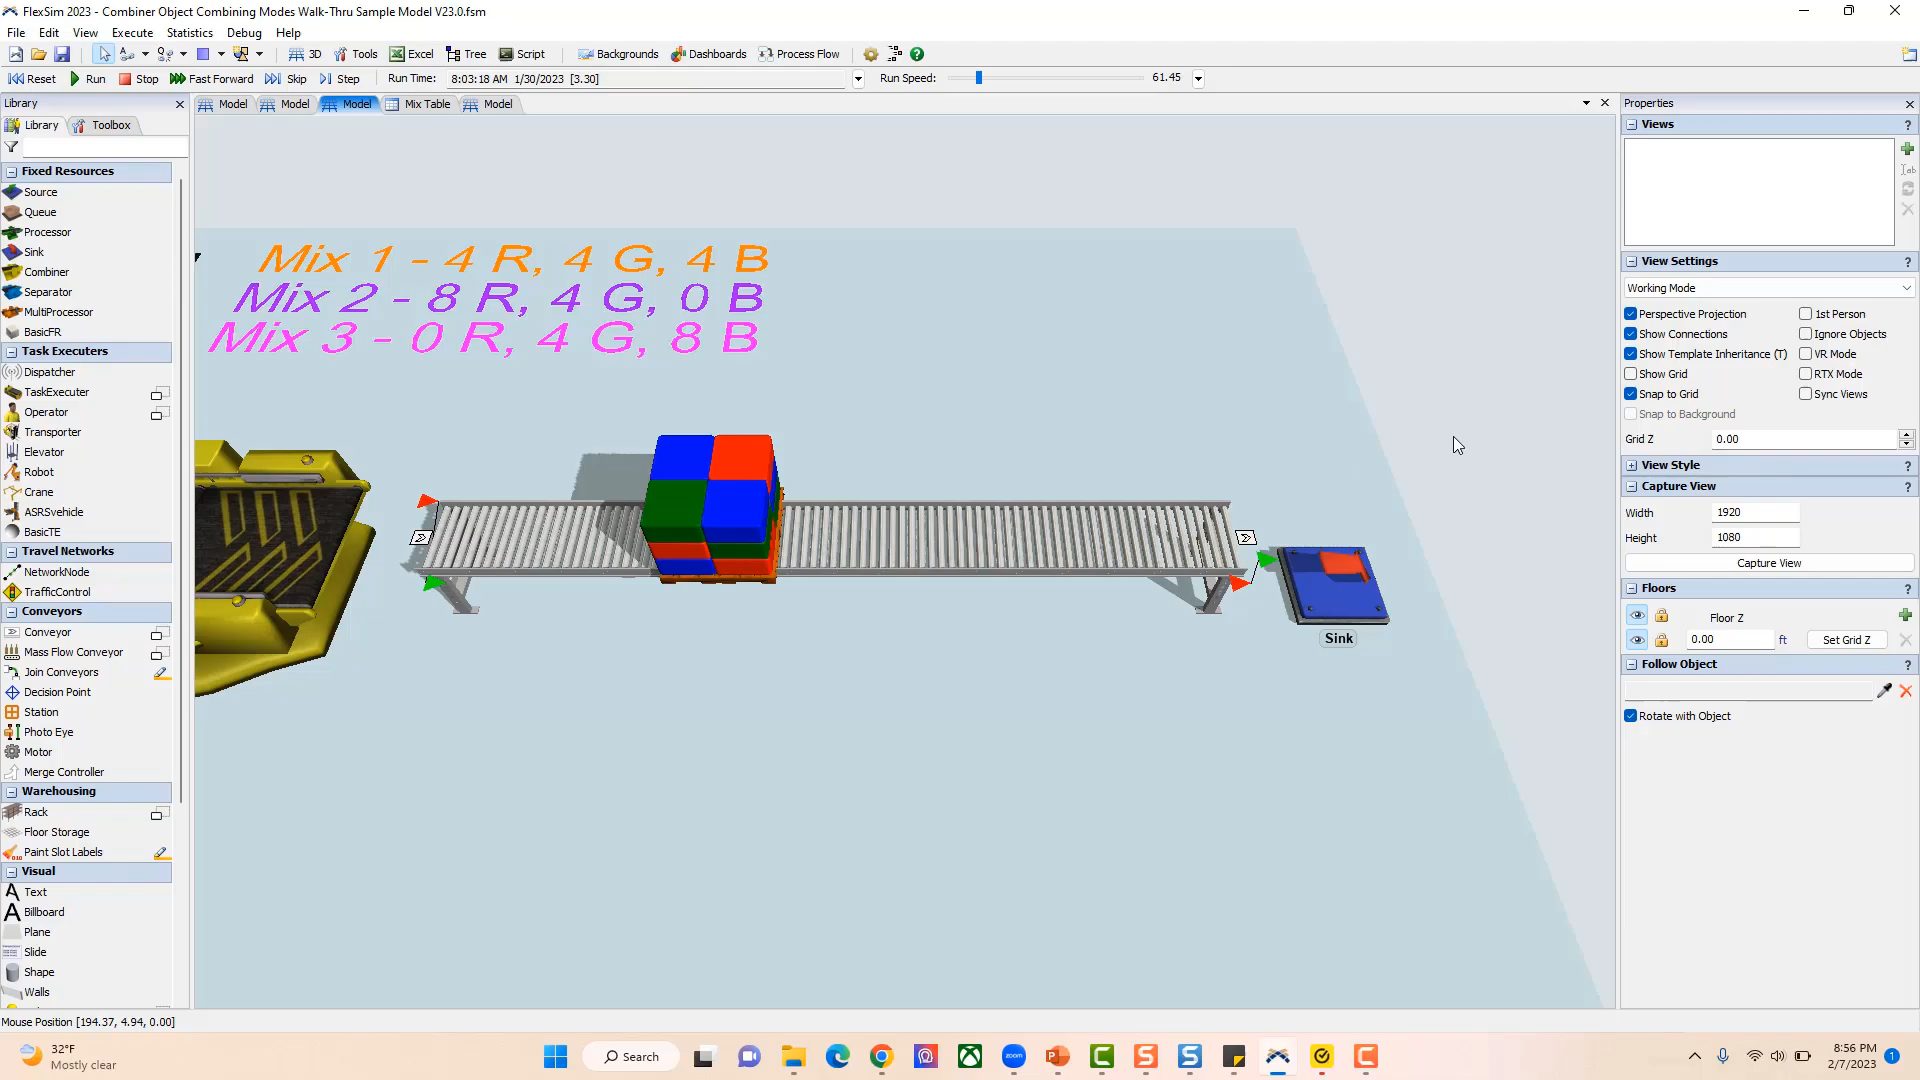 FlexSim 2023 - Combiner Object Combining Modes Walk-Thru Sample Model V23.0.fsm
File Edit View Execute Statistics Debug Help
3D Tools Excel Tree Script Backgrounds Dashboards Process Flow
Reset Run Stop Fast Forward Skip Step Run Time: 8:03:18 AM 1/30/2023 [3.30] Run Speed: 61.45
Library
Model Model Model Mix Table Model
Library Toolbox
Fixed Resources
Source
Queue
Processor
Sink
Combiner
Separator
MultiProcessor
BasicFR
Task Executers
Dispatcher
TaskExecuter
Operator
Transporter
Elevator
Robot
Crane
ASRSvehicle
BasicTE
Travel Networks
NetworkNode
TrafficControl
Conveyors
Conveyor
Mass Flow Conveyor
Join Conveyors
Decision Point
Station
Photo Eye
Motor
Merge Controller
Warehousing
Rack
Floor Storage
Paint Slot Labels
Visual
Text
Billboard
Plane
Slide
Shape
Walls
Mix 1 - 4 R, 4 G, 4 B
Mix 2 - 8 R, 4 G, 0 B
Mix 3 - 0 R, 4 G, 8 B
Sink
Properties
Views
View Settings
Working Mode
Perspective Projection 1st Person
Show Connections Ignore Objects
Show Template Inheritance (T) VR Mode
Show Grid RTX Mode
Snap to Grid Sync Views
Snap to Background
Grid Z 0.00
View Style
Capture View
Width 1920
Height 1080
Capture View
Floors
Floor Z
0.00 ft Set Grid Z
Follow Object
Rotate with Object
Mouse Position [194.37, 4.94, 0.00]
32°F
Mostly clear
Search
zoom
8:56 PM
2/7/2023
1